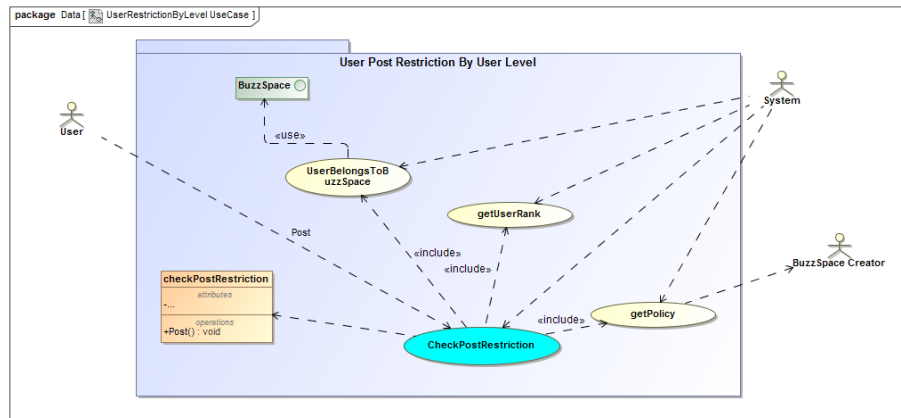 package Data [ UserRestrictionByLevel UseCase ]
User Post Restriction By User Level
BuzzSpace
System
User
«use»
UserBelongsToB
uzzSpace
getUserRank
Post
«include»
«include»
BuzzSpace Creator
checkPostRestriction
attributes
-...
operations
+Post() : void
«include»
getPolicy
CheckPostRestriction